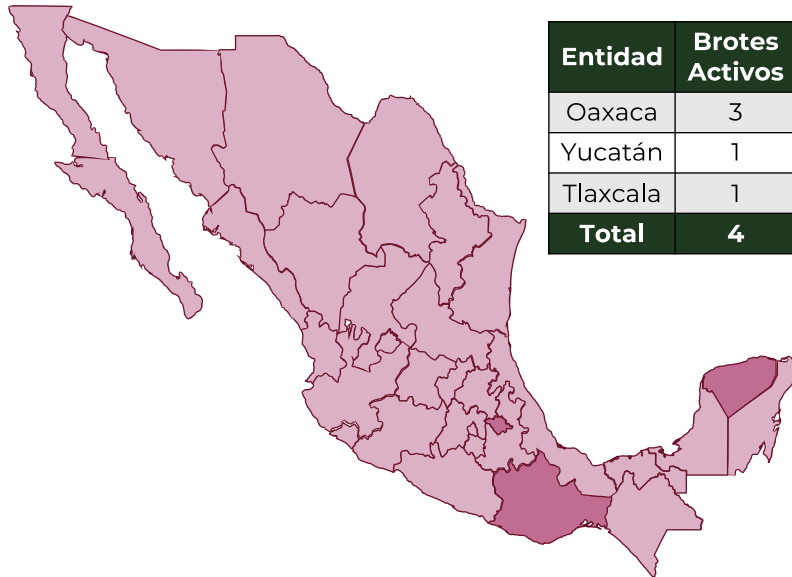 Entidad Brotes Activos
Oaxaca 3
Yucatán 1
Tlaxcala 1
Total 4